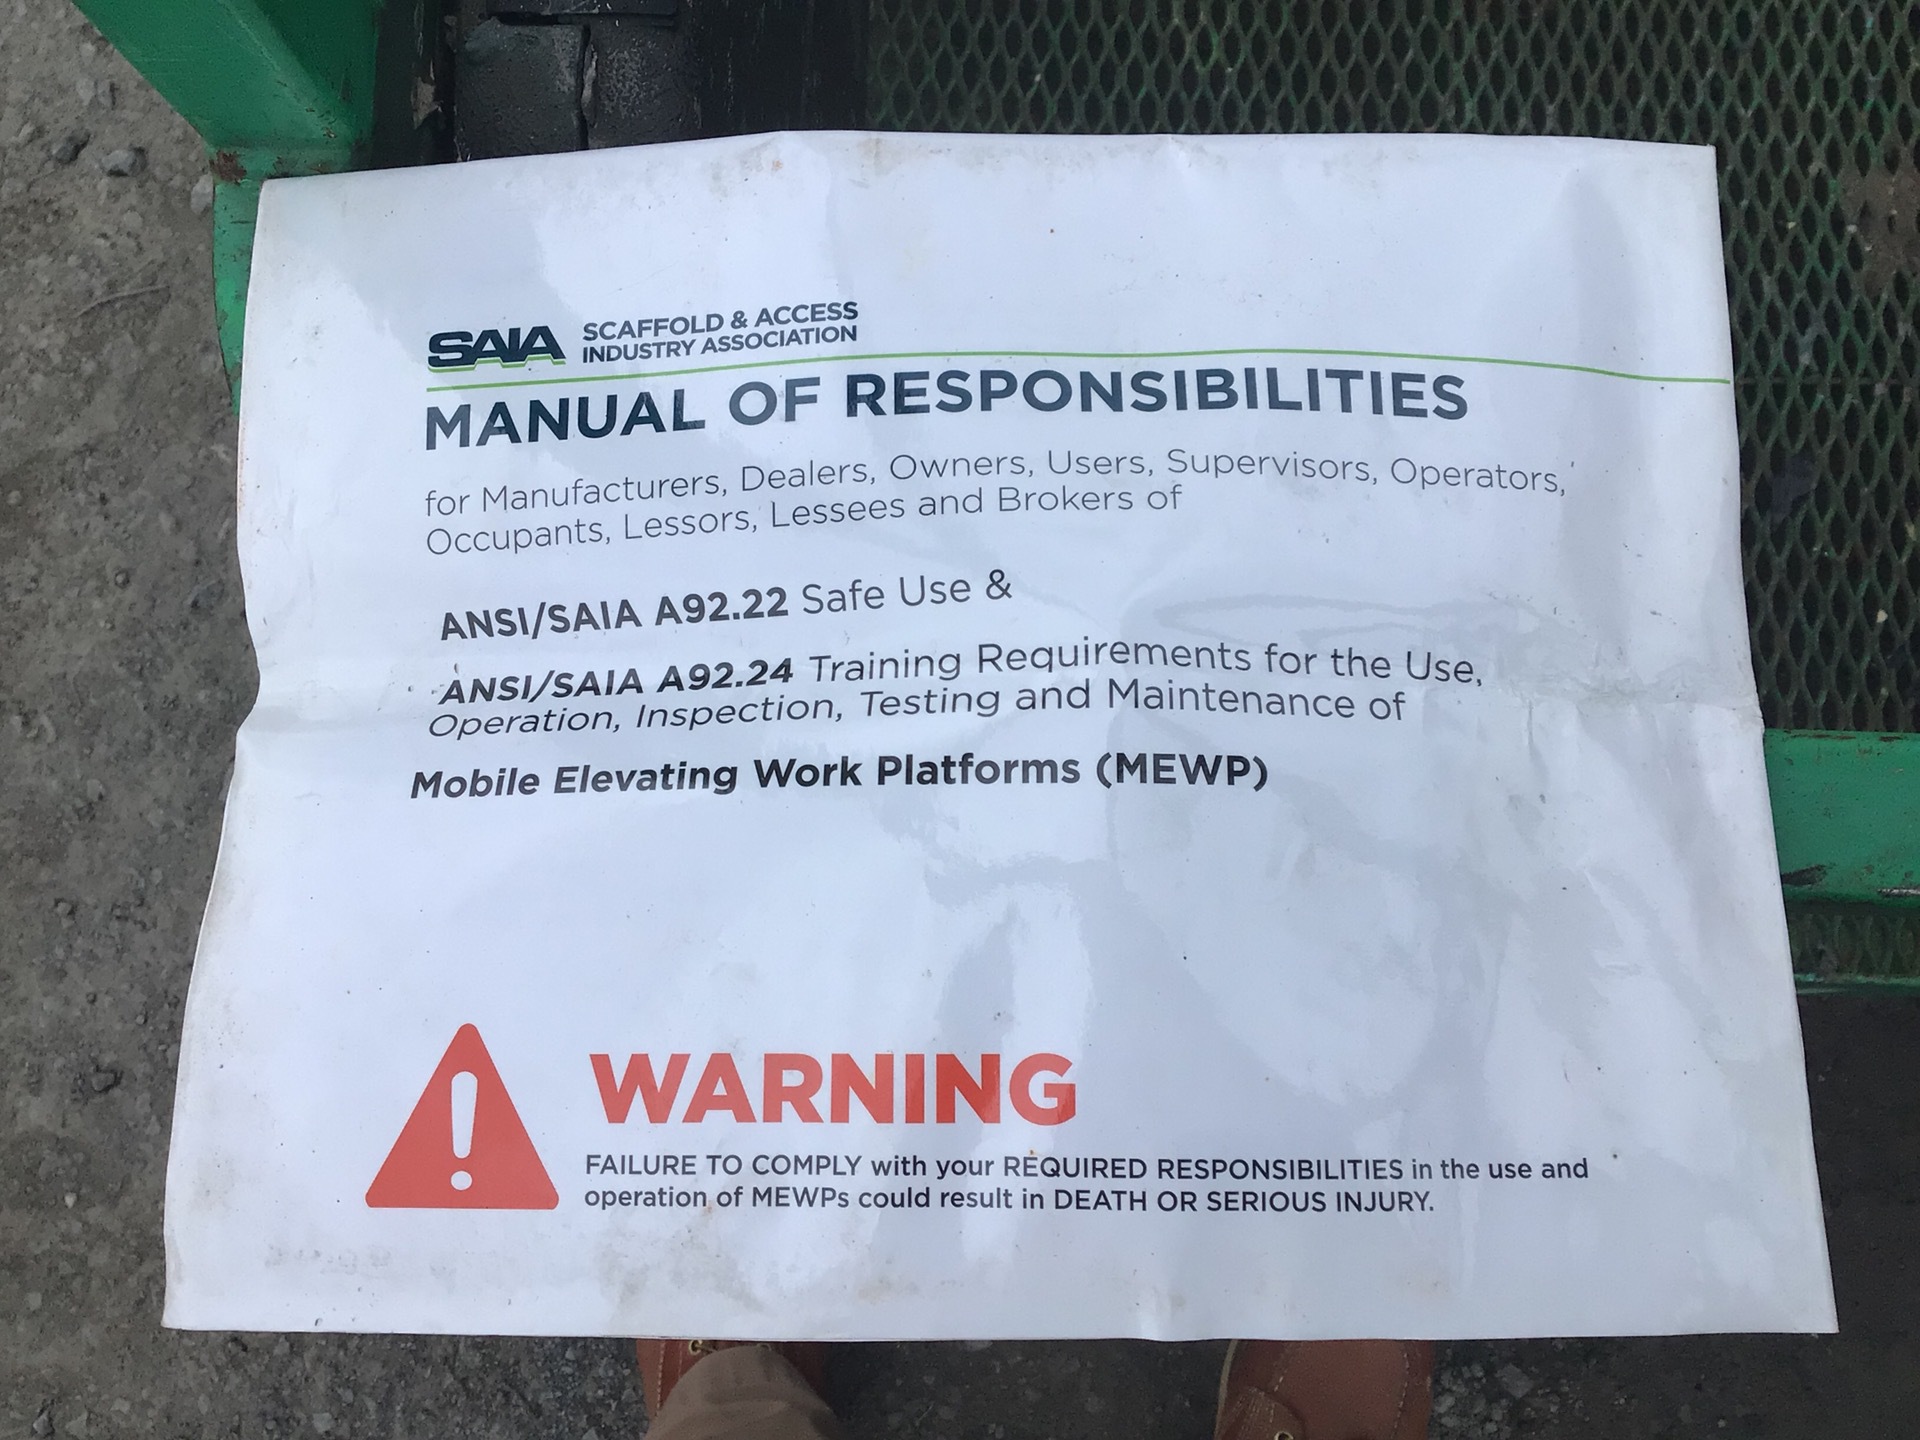 SAIA SCAFFOLD & ACCESS
INDUSTRY ASSOCIATION
MANUAL OF RESPONSIBILITIES
for Manufacturers, Dealers, Owners, Users, Supervisors, Operators,
Occupants, Lessors, Lessees and Brokers of
ANSI/SAIA A92.22 Safe Use &
ANSI/SAIA A92.24 Training Requirements for the Use,
Operation, Inspection, Testing and Maintenance of
Mobile Elevating Work Platforms (MEWP)
WARNING
FAILURE TO COMPLY with your REQUIRED RESPONSIBILITIES in the use and
operation of MEWPs could result in DEATH OR SERIOUS INJURY.